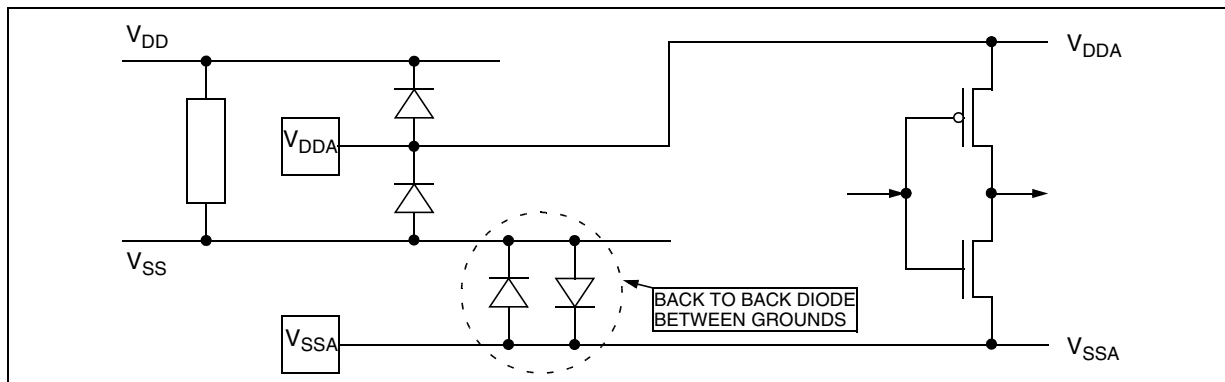 VDD
VDDA
VDDA
VSS
BACK TO BACK DIODE
BETWEEN GROUNDS
VSSA
VSSA